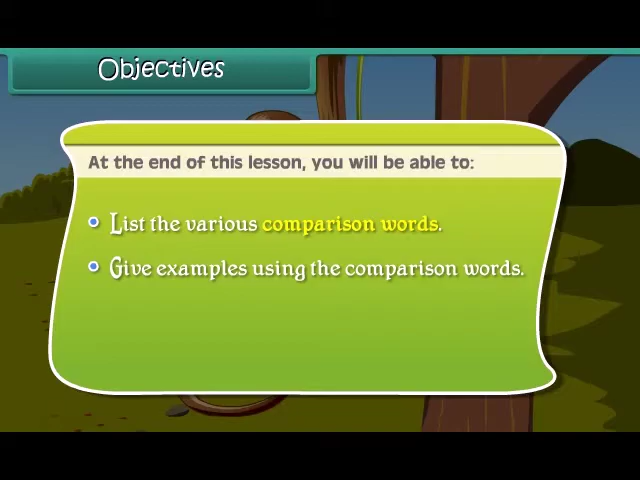 Objectives
At the end of this lesson, you will be able to:
List the various comparison words.
Give examples using the comparison words.